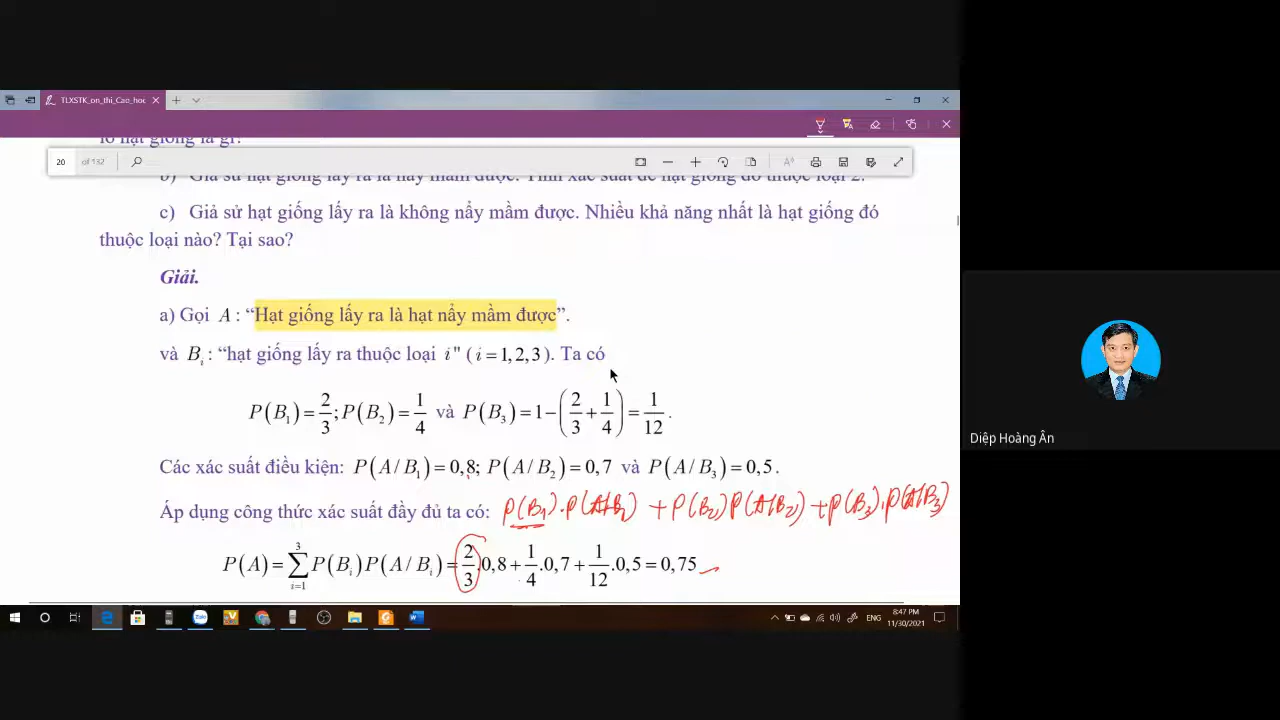 TLXSTK_on_thi_Cao_hoc
lô hạt giống là gì?
20 of 132
b) Giả sử hạt giống lấy ra là nảy mầm được. Tính xác suất để hạt giống đó thuộc loại 2.
c) Giả sử hạt giống lấy ra là không nẩy mầm được. Nhiều khả năng nhất là hạt giống đó
thuộc loại nào? Tại sao?
Giải.
a) Gọi A : “Hạt giống lấy ra là hạt nẩy mầm được”.
và B_i : “hạt giống lấy ra thuộc loại i" ( i = 1, 2, 3 ). Ta có
P(B_1) = 2/3; P(B_2) = 1/4 và P(B_3) = 1 − (2/3 + 1/4) = 1/12 .
Các xác suất điều kiện: P(A / B_1) = 0,8; P(A / B_2) = 0,7 và P(A / B_3) = 0,5 .
Áp dụng công thức xác suất đầy đủ ta có: P(B_1).P(A/B_1) + P(B_2)P(A/B_2) + P(B_3).P(A/B_3)
P(A) = ∑_{i=1}^{3} P(B_i)P(A / B_i) = 2/3.0,8 + 1/4.0,7 + 1/12.0,5 = 0,75
Diệp Hoàng Ân
Zalo
ENG
8:47 PM
11/30/2021